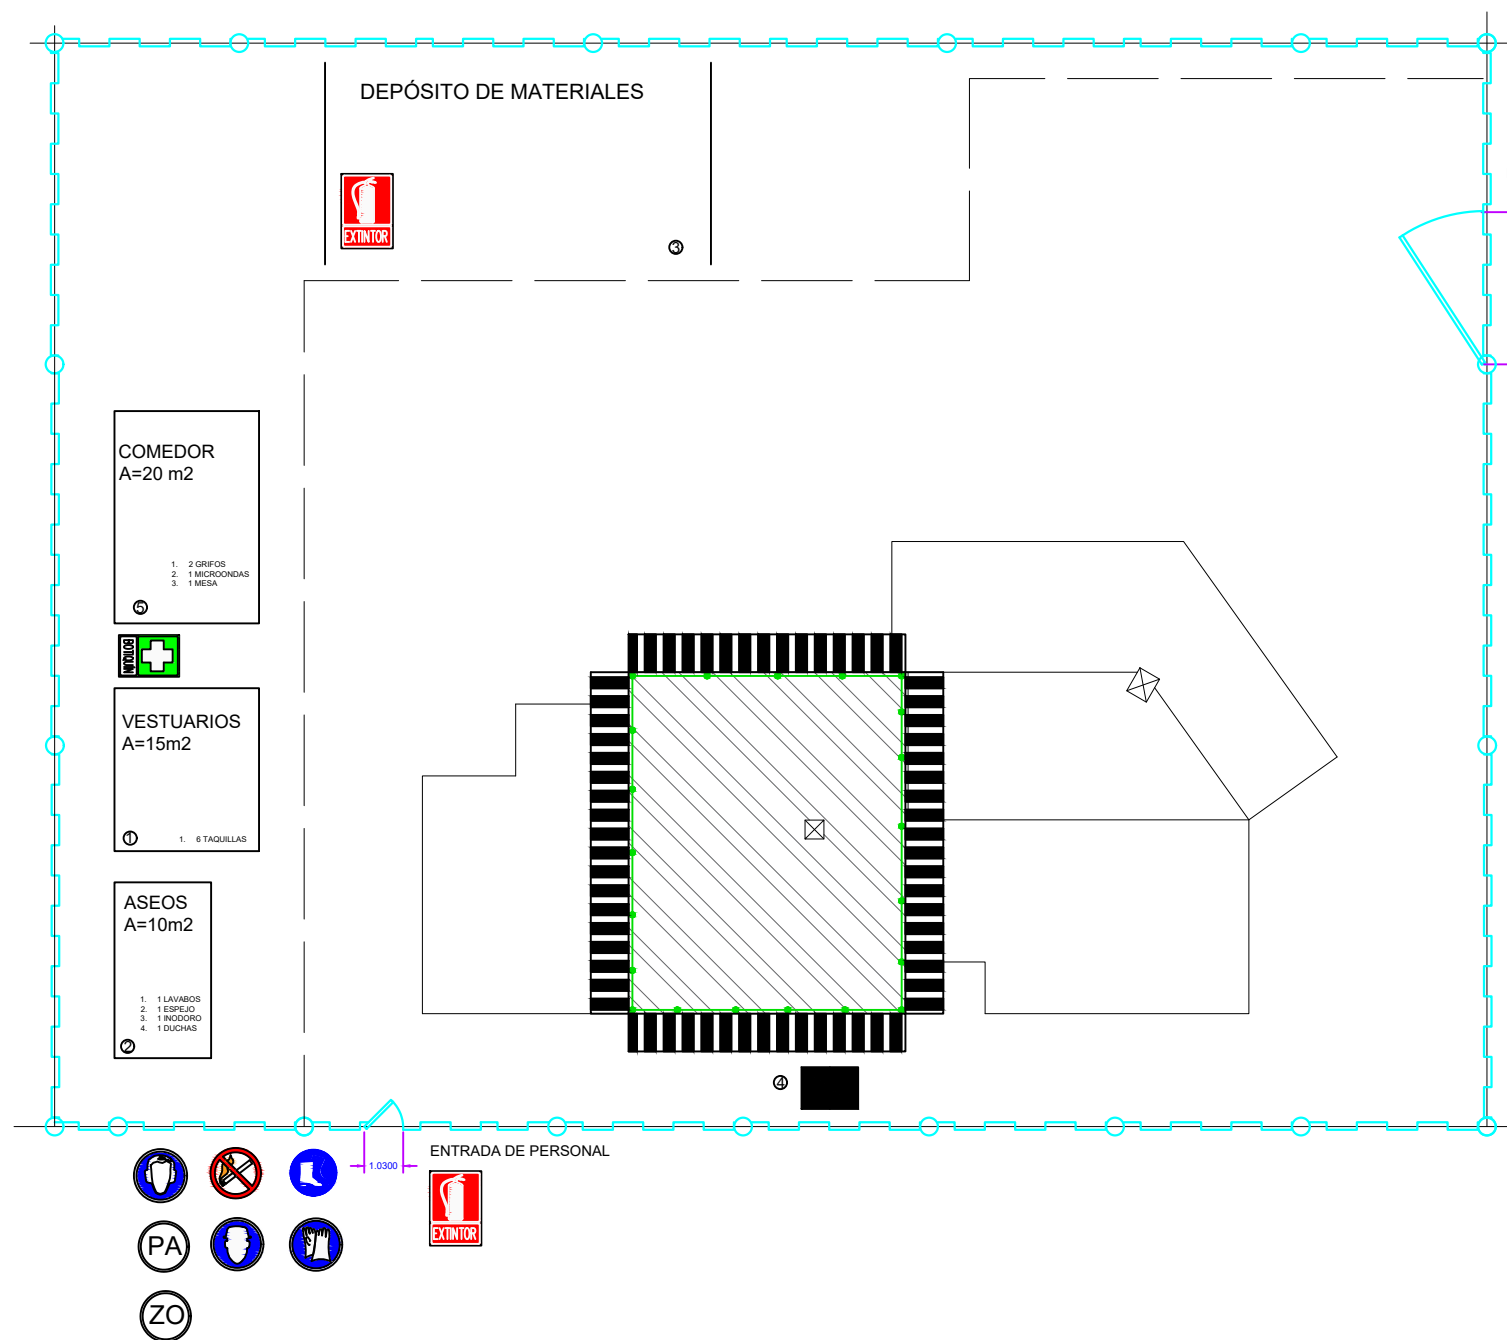 DEPÓSITO DE MATERIALES
EXTINTOR
3
COMEDOR
A=20 m2
1. 2 GRIFOS
2. 1 MICROONDAS
3. 1 MESA
5
BOTIQUÍN
VESTUARIOS
A=15m2
1
1. 6 TAQUILLAS
ASEOS
A=10m2
1. 1 LAVABOS
2. 1 ESPEJO
3. 1 INODORO
4. 1 DUCHAS
2
4
1.0300
ENTRADA DE PERSONAL
EXTINTOR
PA
ZO